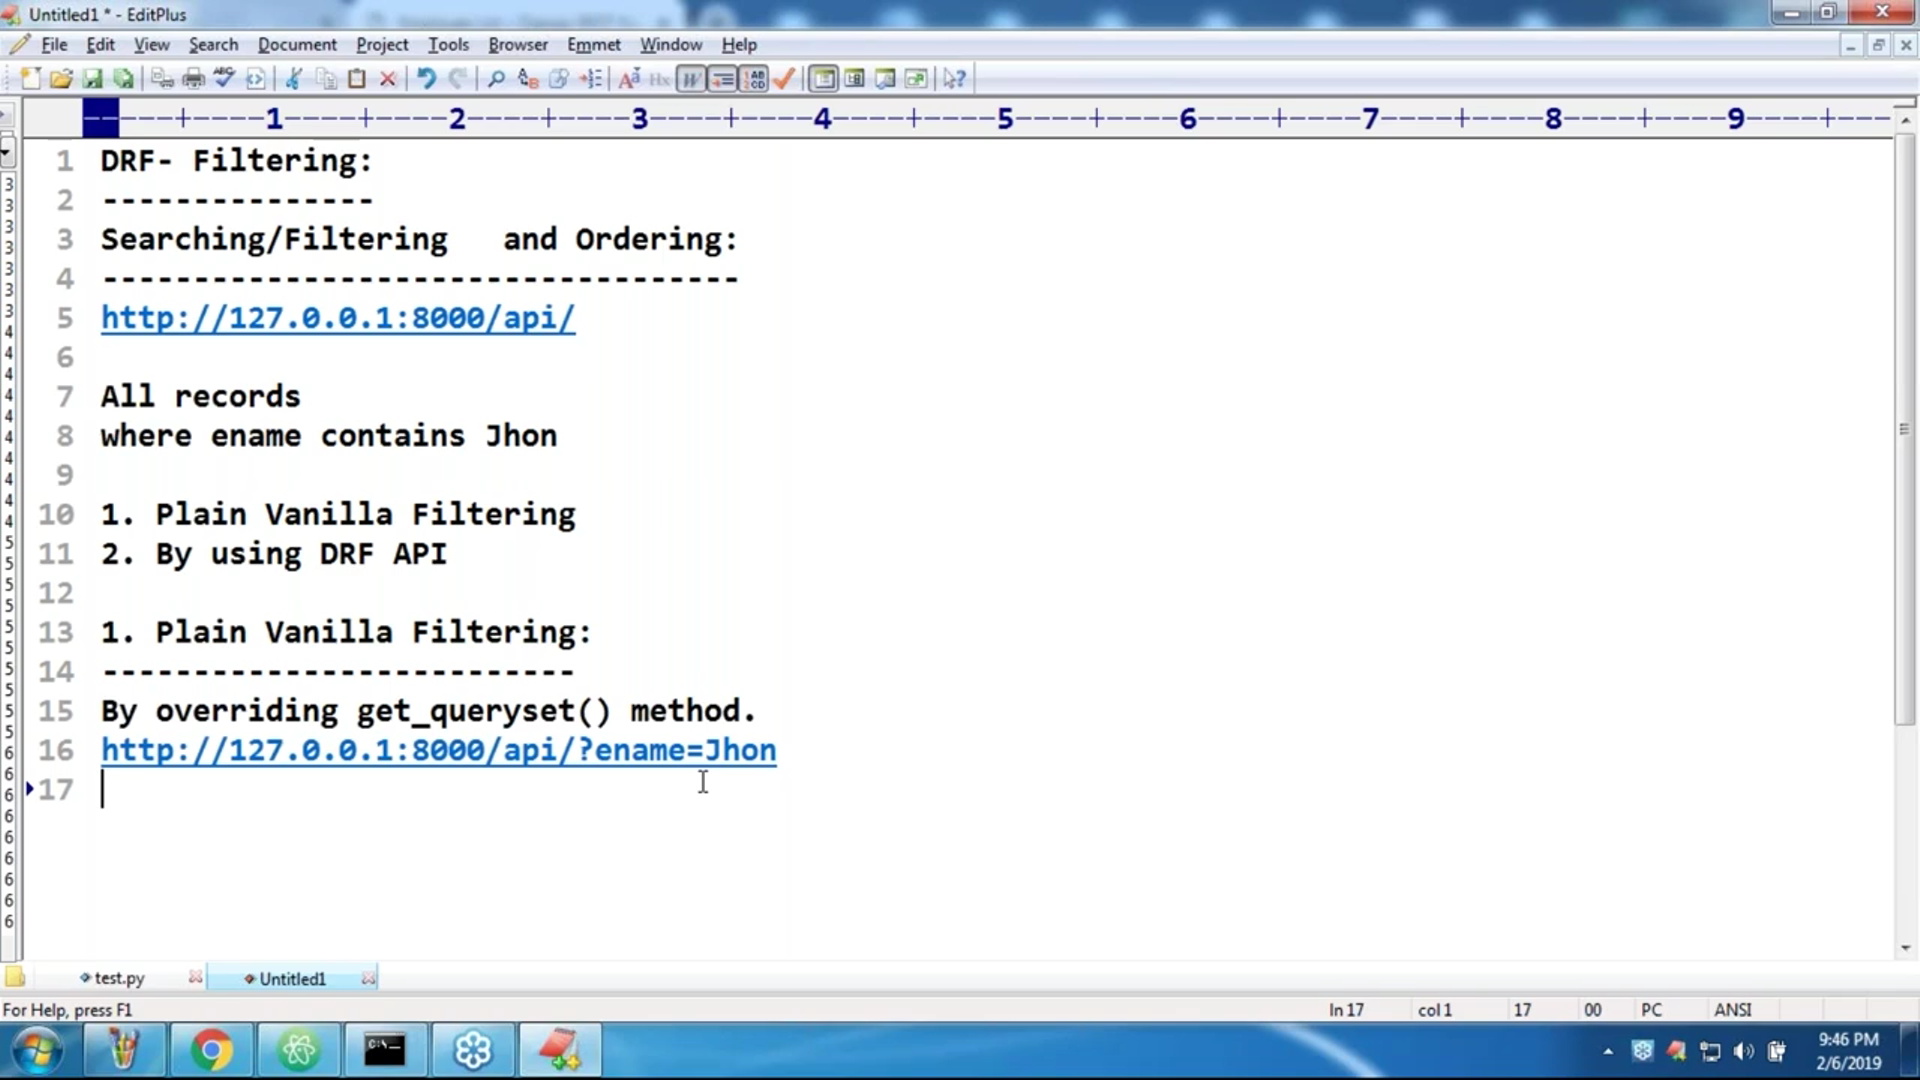 Untitled1 * - EditPlus
File Edit View Search Document Project Tools Browser Emmet Window Help
-----+----1----+----2----+----3----+----4----+----5----+----6----+----7----+----8----+----9----+----
1 DRF- Filtering:
2 ---------------
3 Searching/Filtering   and Ordering:
4 -----------------------------------
5 http://127.0.0.1:8000/api/
6
7 All records
8 where ename contains Jhon
9
10 1. Plain Vanilla Filtering
11 2. By using DRF API
12
13 1. Plain Vanilla Filtering:
14 --------------------------
15 By overriding get_queryset() method.
16 http://127.0.0.1:8000/api/?ename=Jhon
17
test.py Untitled1
For Help, press F1 ln 17 col 1 17 00 PC ANSI
9:46 PM
2/6/2019